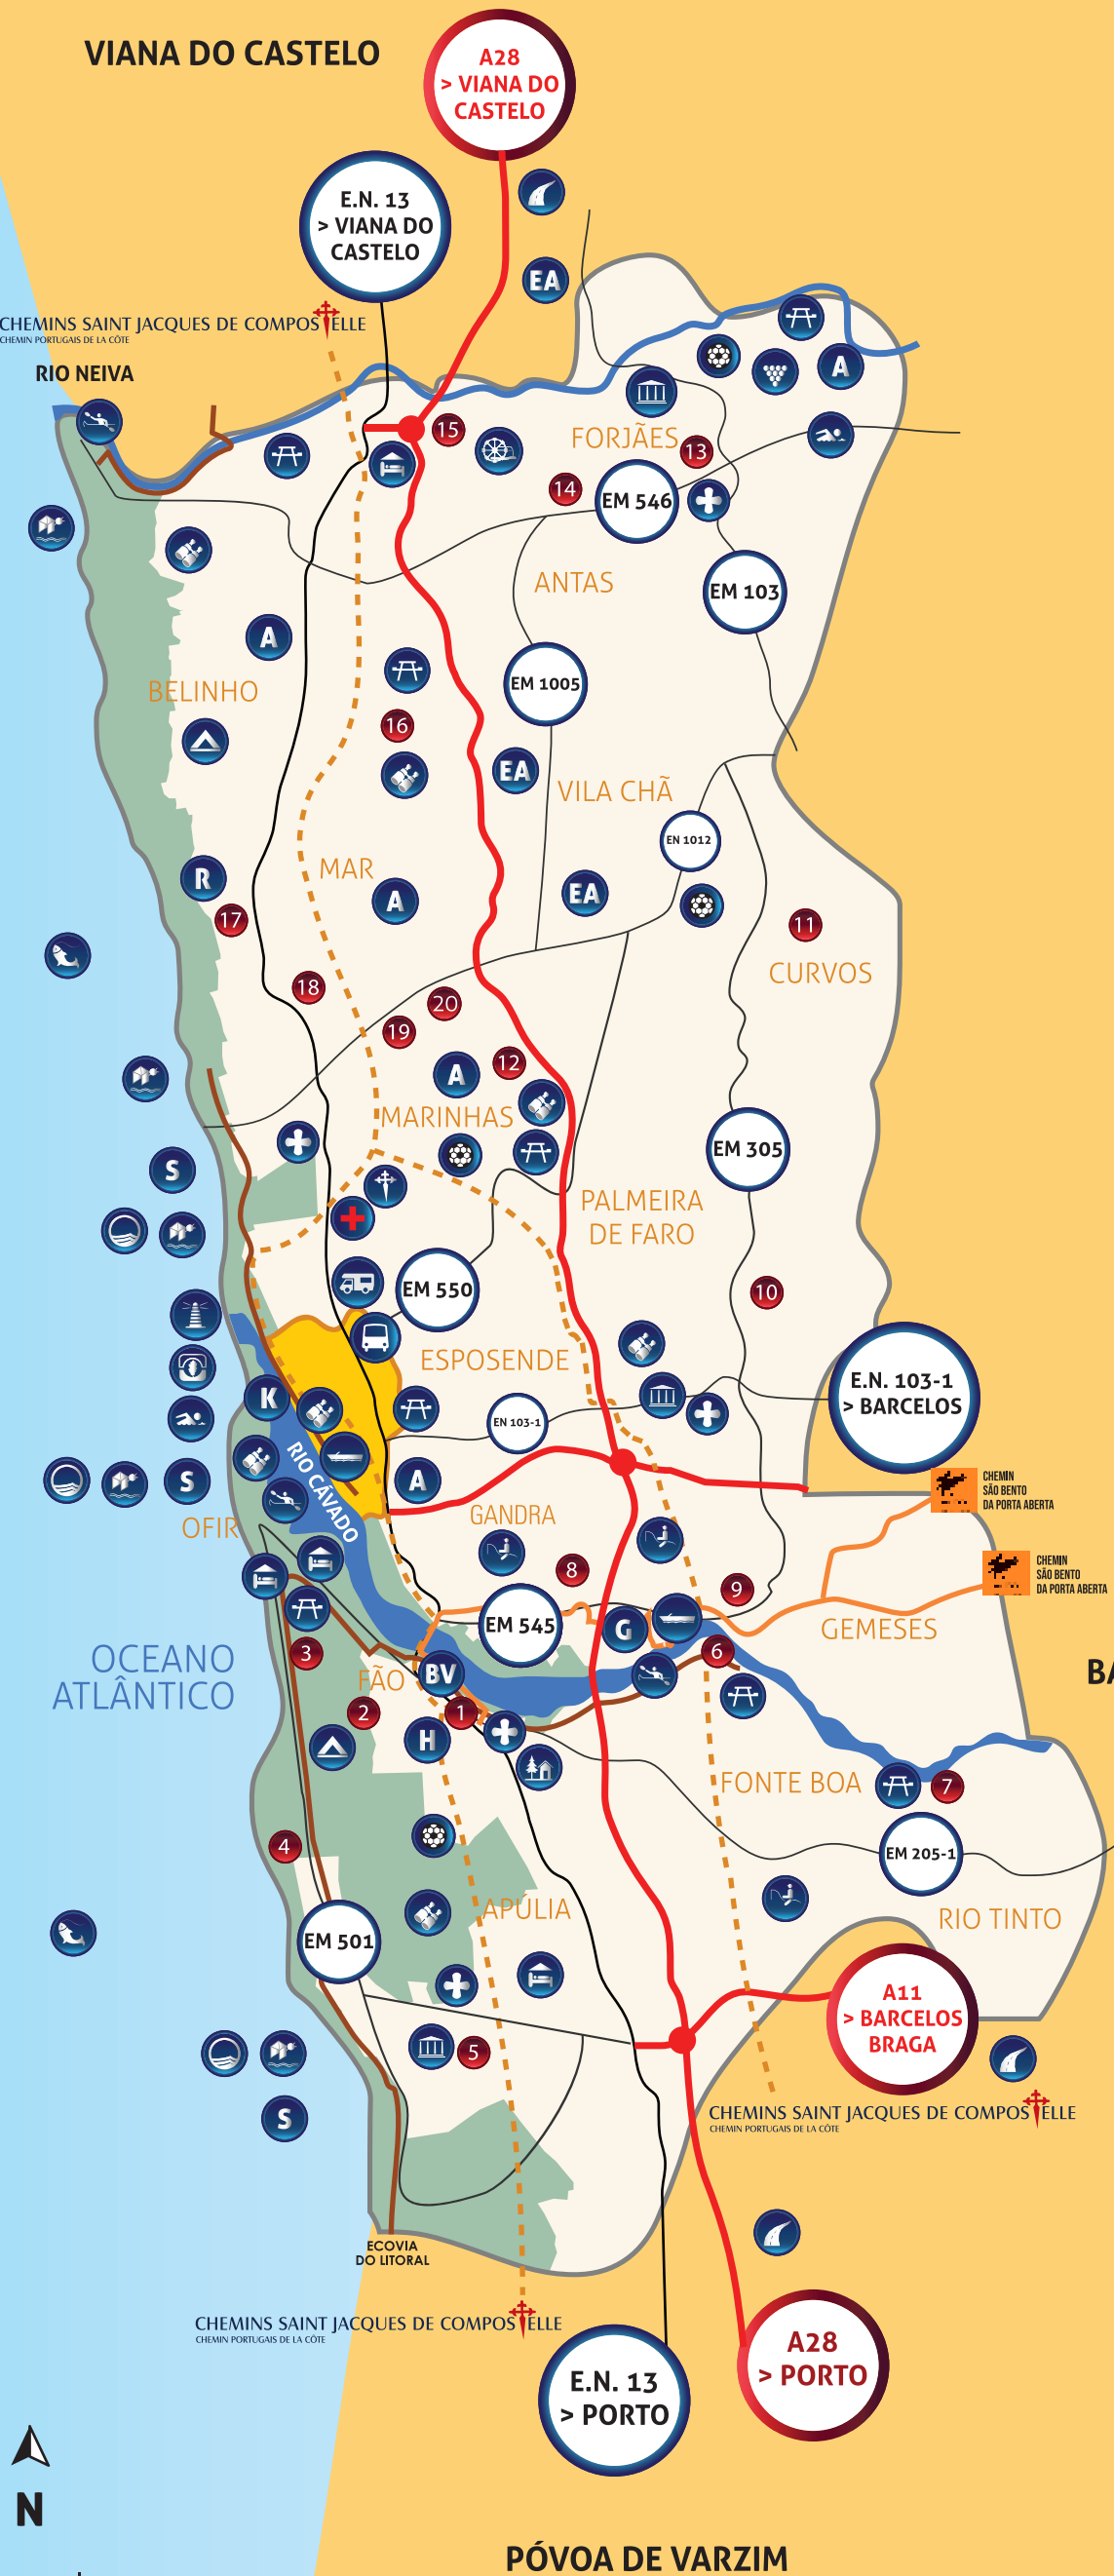 VIANA DO CASTELO
A28
> VIANA DO
CASTELO
E.N. 13
> VIANA DO
CASTELO
EA
CHEMINS SAINT JACQUES DE COMPOSTELLE
CHEMIN PORTUGAIS DE LA CÔTE
RIO NEIVA
A
15
FORJÃES
13
14
EM 546
ANTAS
EM 103
A
BELINHO
EM 1005
16
EA
VILA CHÃ
EN 1012
MAR
R
A
EA
17
11
CURVOS
18
20
19
12
A
MARINHAS
S
EM 305
PALMEIRA
DE FARO
EM 550
10
ESPOSENDE
E.N. 103-1
> BARCELOS
K
EN 103-1
RIO CÁVADO
S
A
CHEMIN
SÃO BENTO
DA PORTA ABERTA
OFIR
GANDRA
CHEMIN
SÃO BENTO
DA PORTA ABERTA
8
9
EM 545
G
GEMESES
OCEANO
ATLÂNTICO
3
6
FÃO
BV
BA
2
1
H
FONTE BOA
7
4
EM 205-1
APÚLIA
RIO TINTO
EM 501
A11
> BARCELOS
BRAGA
5
S
CHEMINS SAINT JACQUES DE COMPOSTELLE
CHEMIN PORTUGAIS DE LA CÔTE
ECOVIA
DO LITORAL
CHEMINS SAINT JACQUES DE COMPOSTELLE
CHEMIN PORTUGAIS DE LA CÔTE
A28
> PORTO
E.N. 13
> PORTO
N
PÓVOA DE VARZIM